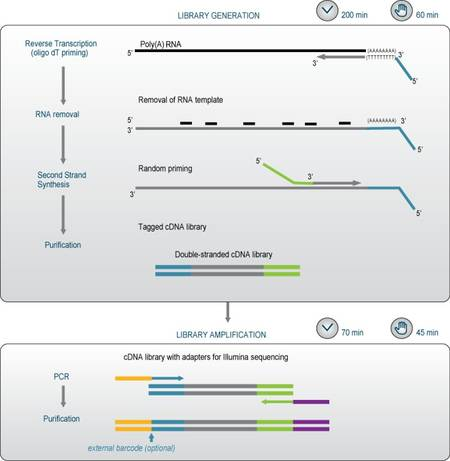 LIBRARY GENERATION
200 min
60 min
Reverse Transcription
(oligo dT priming)
Poly(A) RNA
5'
(AAAAAAAA)
3'
3'
(TTTTTTTTT)
5'
RNA removal
Removal of RNA template
5'
3'
(AAAAAAAA)
3'
5'
Second Strand
Synthesis
Random priming
5'
3'
3'
5'
Tagged cDNA library
Purification
Double-stranded cDNA library
LIBRARY AMPLIFICATION
70 min
45 min
cDNA library with adapters for Illumina sequencing
PCR
Purification
external barcode (optional)